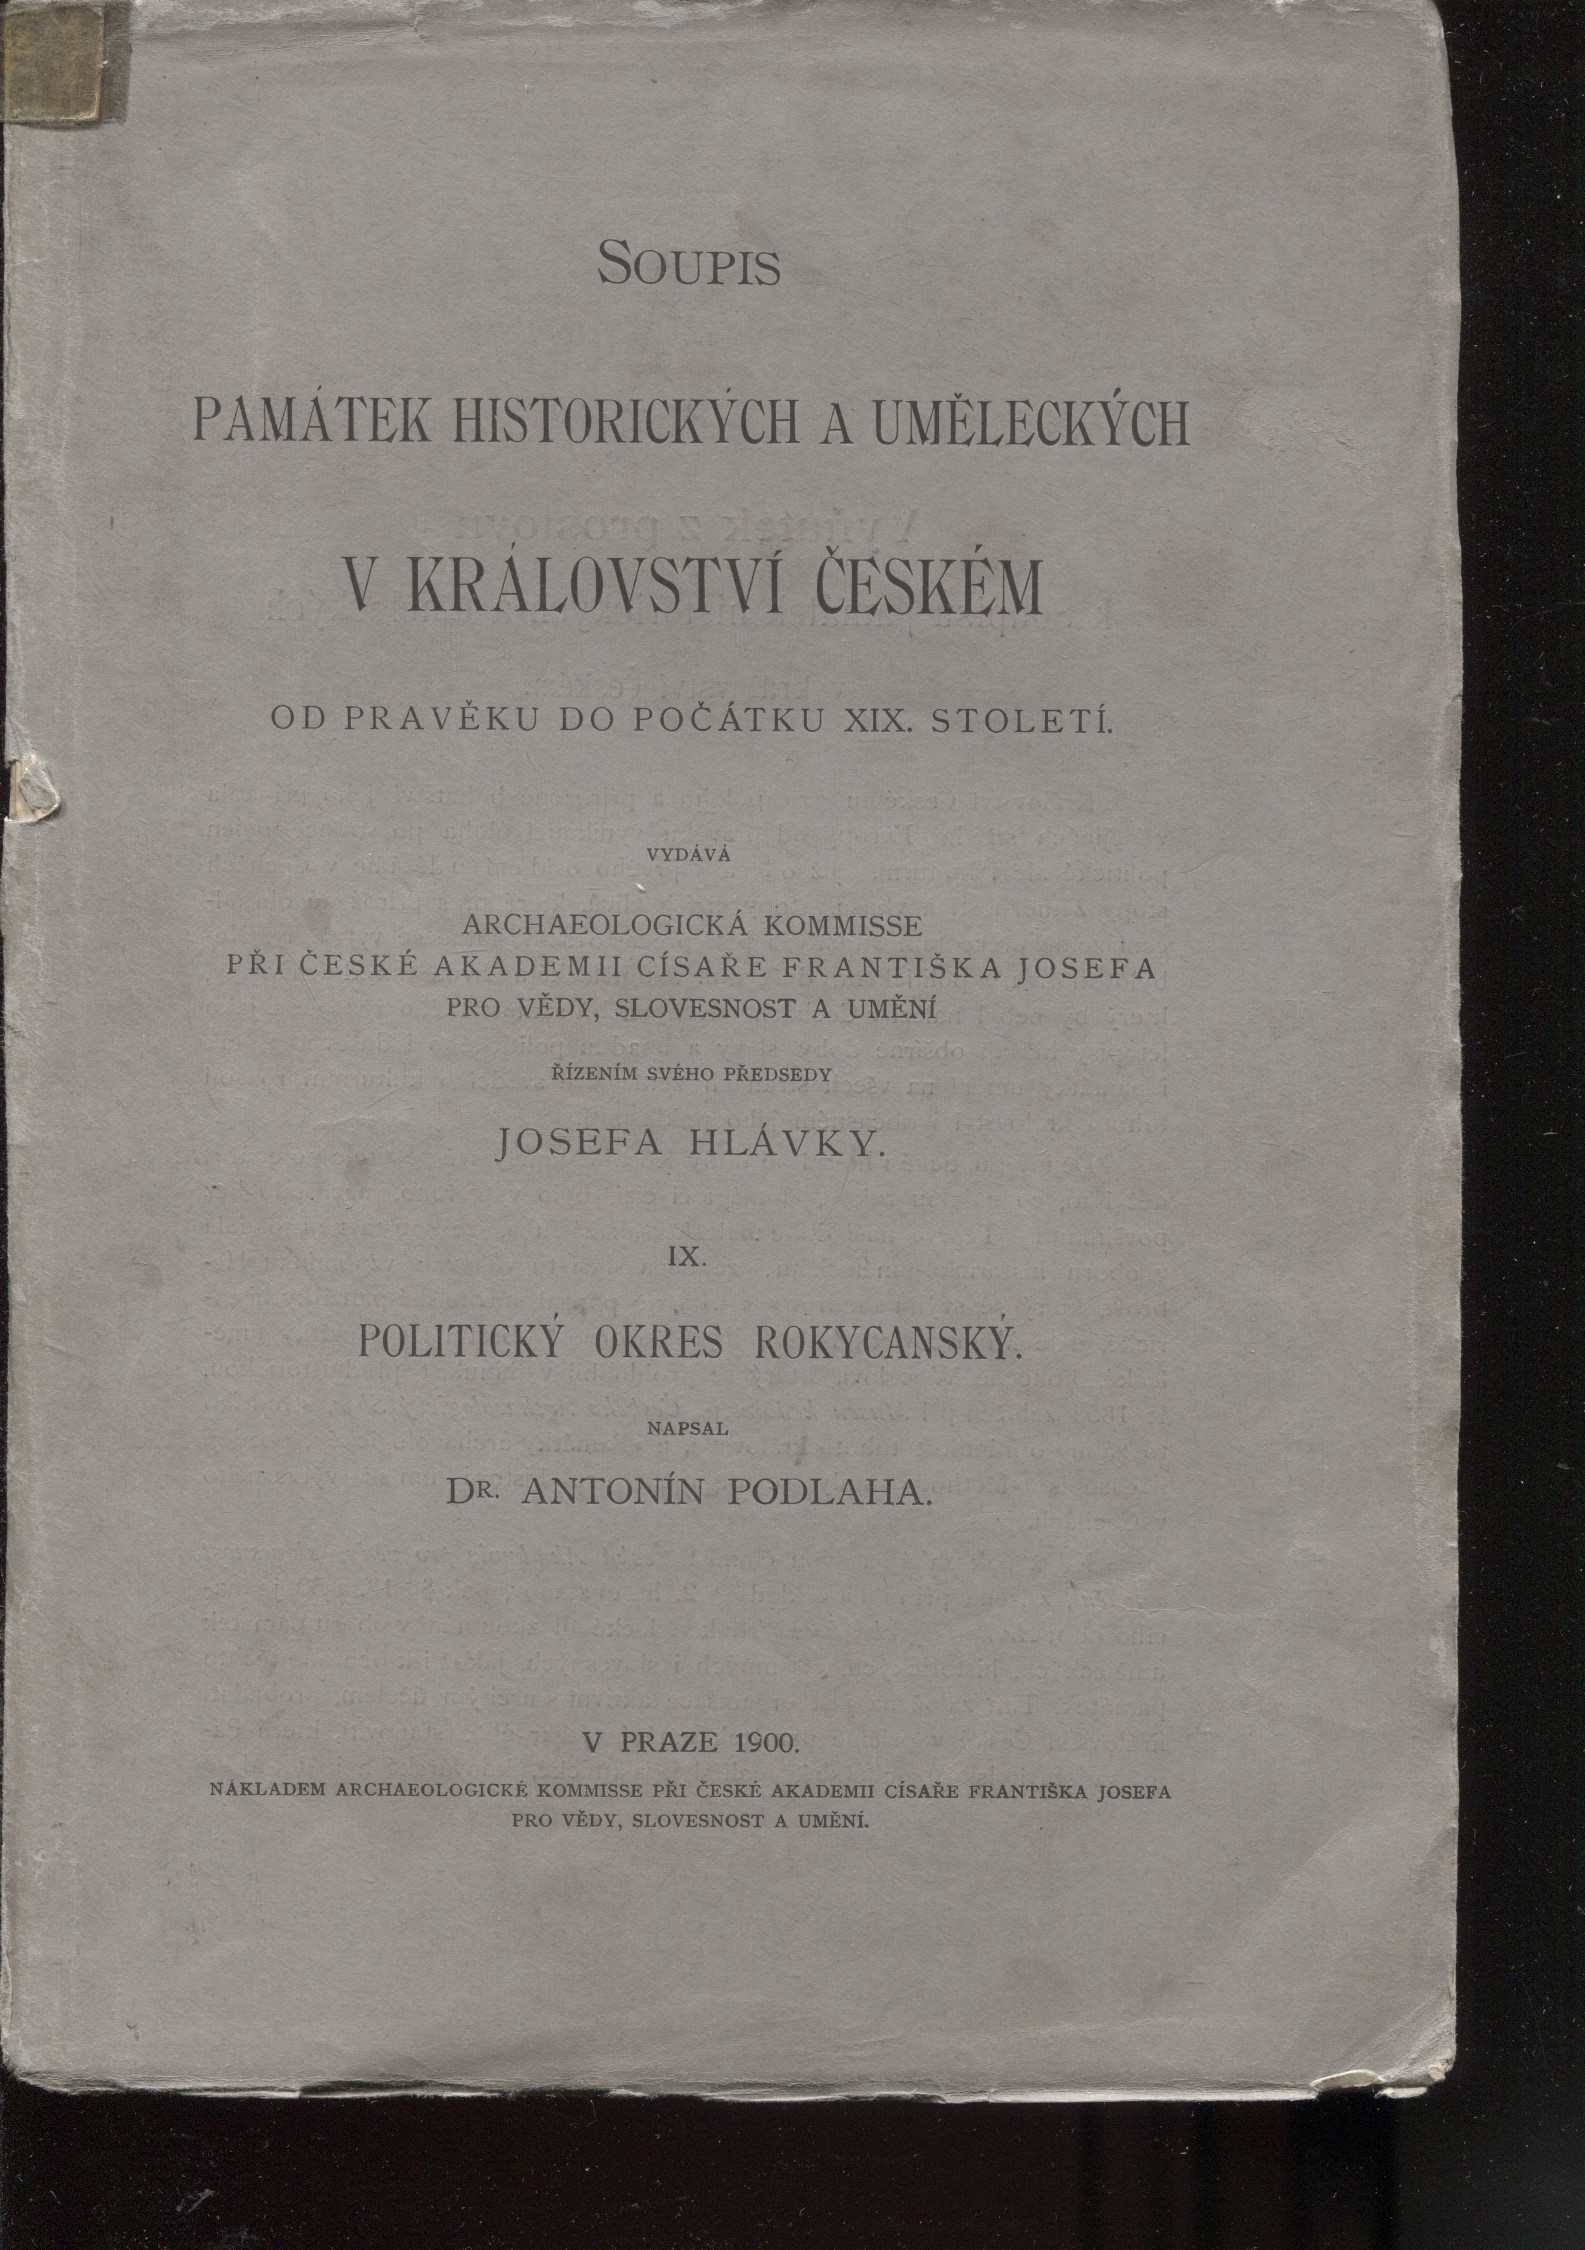 SOUPIS
PAMÁTEK HISTORICKÝCH A UMĚLECKÝCH
V KRÁLOVSTVÍ ČESKÉM
OD PRAVĚKU DO POČÁTKU XIX. STOLETÍ.
VYDÁVÁ
ARCHAEOLOGICKÁ KOMMISSE
PŘI ČESKÉ AKADEMII CÍSAŘE FRANTIŠKA JOSEFA
PRO VĚDY, SLOVESNOST A UMĚNÍ
ŘÍZENÍM SVÉHO PŘEDSEDY
JOSEFA HLÁVKY.
IX.
POLITICKÝ OKRES ROKYCANSKÝ.
NAPSAL
DR. ANTONÍN PODLAHA.
V PRAZE 1900.
NÁKLADEM ARCHAEOLOGICKÉ KOMMISSE PŘI ČESKÉ AKADEMII CÍSAŘE FRANTIŠKA JOSEFA
PRO VĚDY, SLOVESNOST A UMĚNÍ.